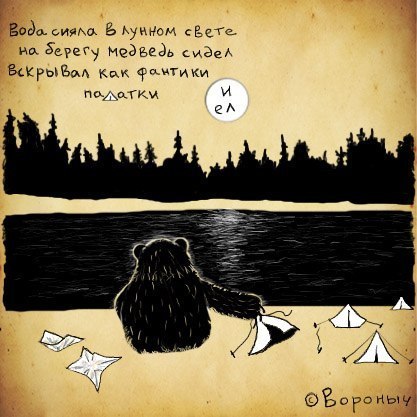 Вода сияла в лунном свете
на берегу медведь сидел
вскрывал как фантики
палатки
и
ел
©Вороныч